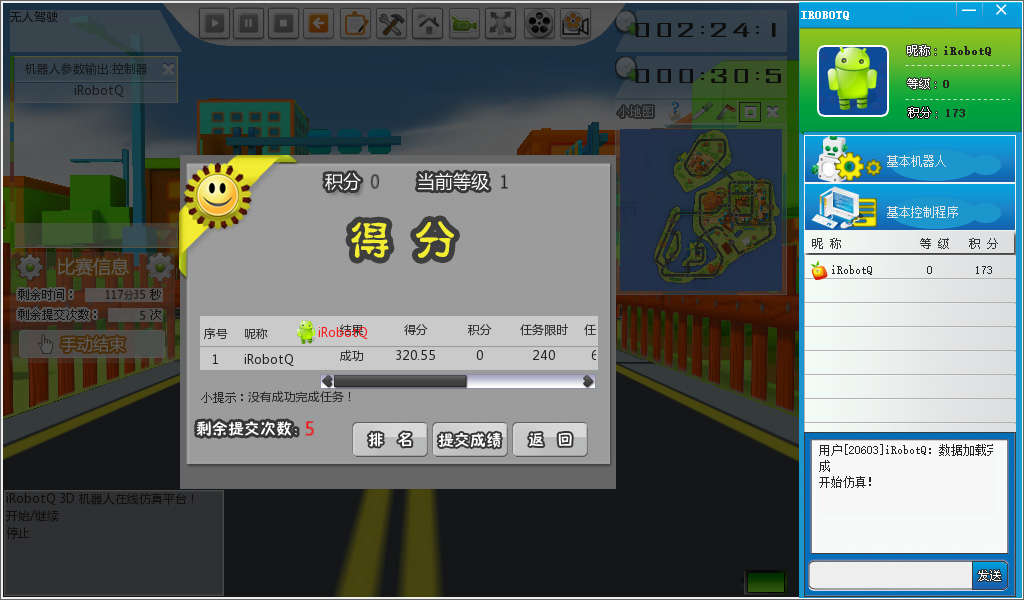 无人驾驶
002:24:1
IROBOTQ
机器人参数输出:控制器
iRobotQ
000:30:5
小地图
昵称：iRobotQ
等级：0
积分：173
基本机器人
基本控制程序
昵 称 等 级 积 分
iRobotQ 0 173
积分 0 当前等级 1
得 分
比赛信息
剩余时间： 117分35 秒
剩余提交次数： 5 次
手动结束
序号 昵称 结果 得分 积分 任务限时 任
iRobotQ
1 iRobotQ 成功 320.55 0 240
小提示：没有成功完成任务！
剩余提交次数: 5
排 名 提交成绩 返 回
iRobotQ 3D 机器人在线仿真平台！
开始/继续
停止
用户[20603]iRobotQ: 数据加载完
成
开始仿真!
发送